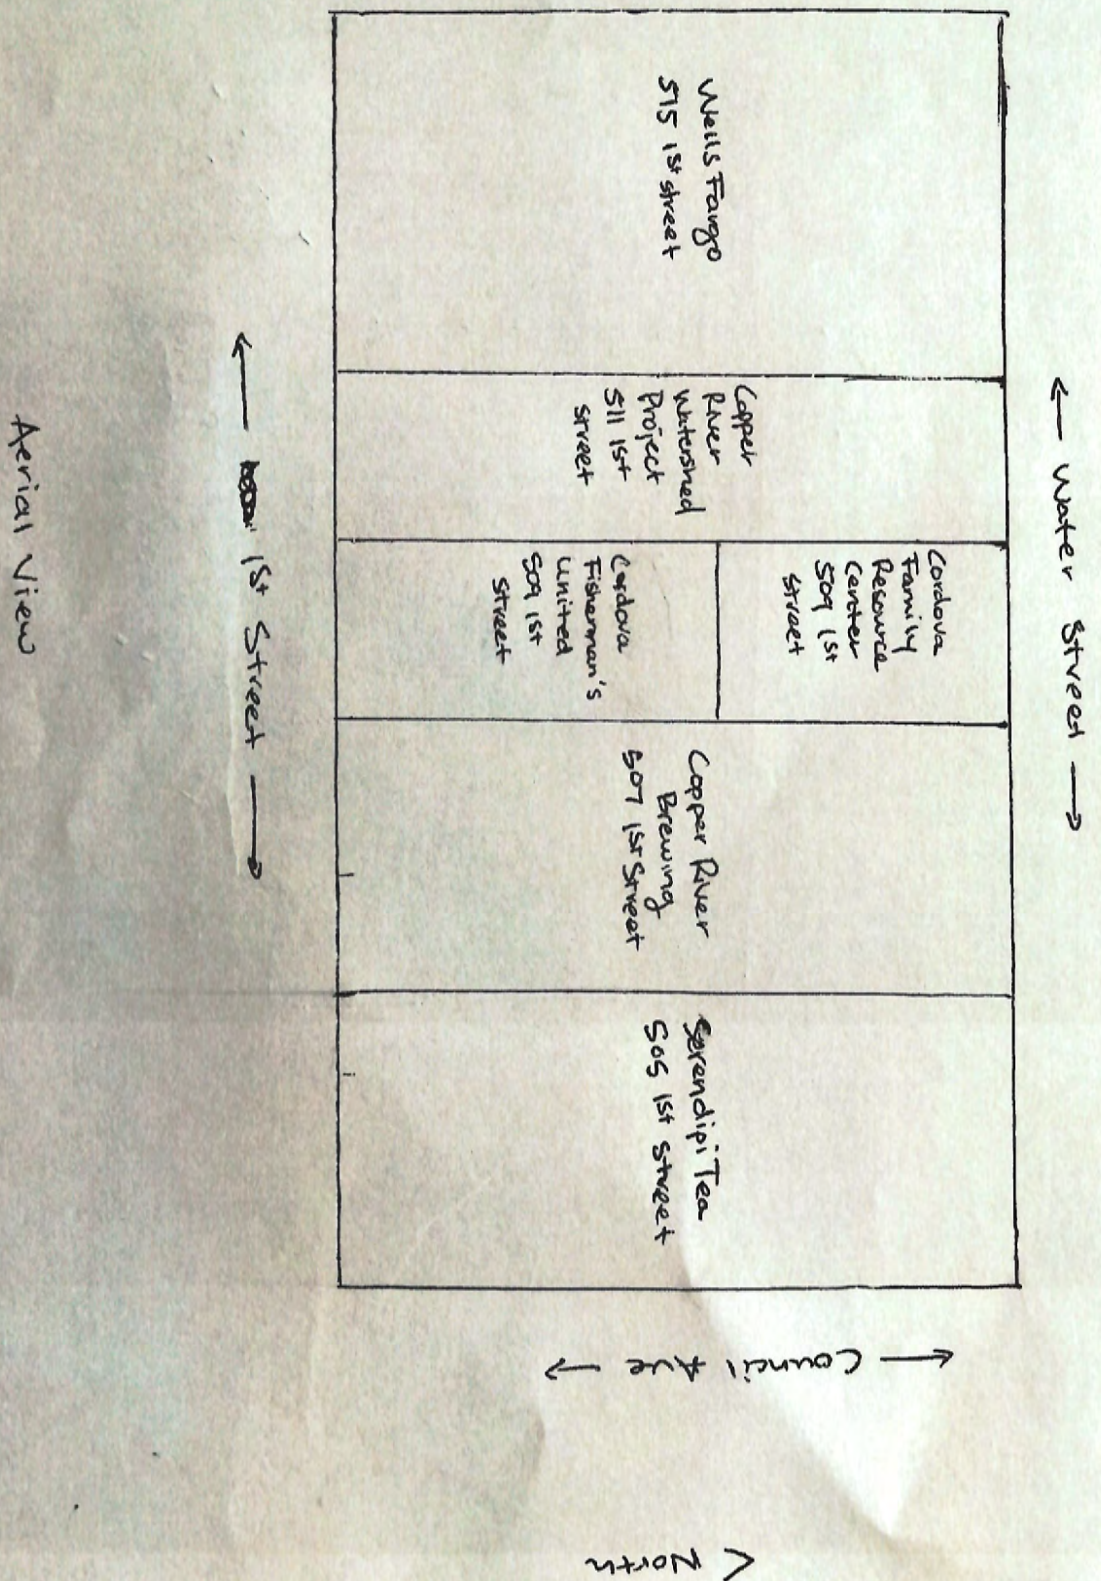 ← Water Street →
Wells Fargo
515 1st street
Copper
River
Watershed
Project
511 1st
street
Cordova
Family
Resource
Center
509 1st
street
Cordova
Fisherman's
United
509 1st
street
Copper River
Brewing
507 1st Street
SerendipiTea
505 1st street
← Council Ave →
North
← 1st Street →
Aerial View